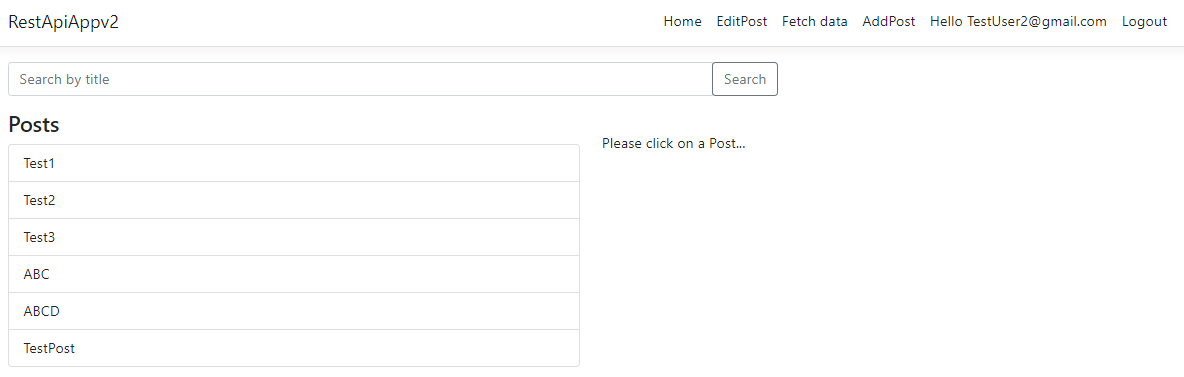 RestApiAppv2 Home EditPost Fetch data AddPost Hello TestUser2@gmail.com Logout
Search by title Search
Posts
Please click on a Post...
Test1
Test2
Test3
ABC
ABCD
TestPost